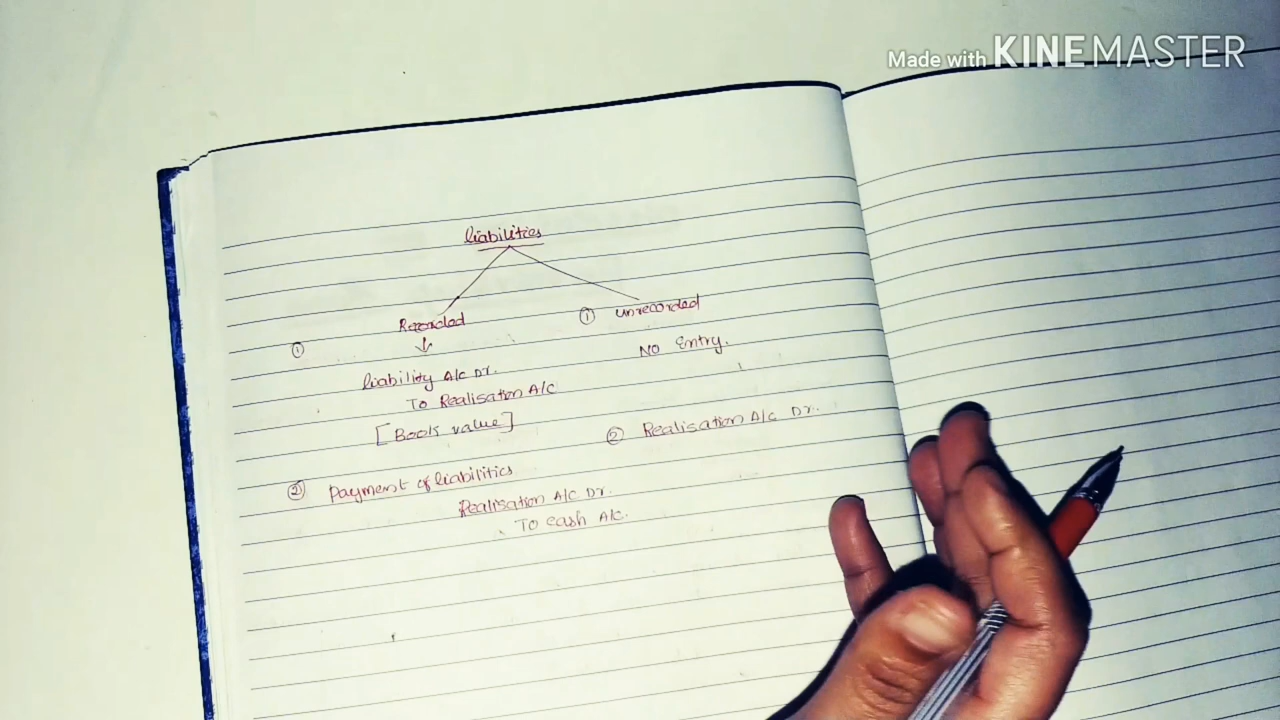 Made with KINEMASTER
liabilities
Recorded
① unrecorded
①
↓
NO Entry.
liability A/c Dr.
To Realisation A/c
[Book value]
② Realisation A/c Dr.
② payment of liabilities
Realisation A/c Dr.
To cash A/c.